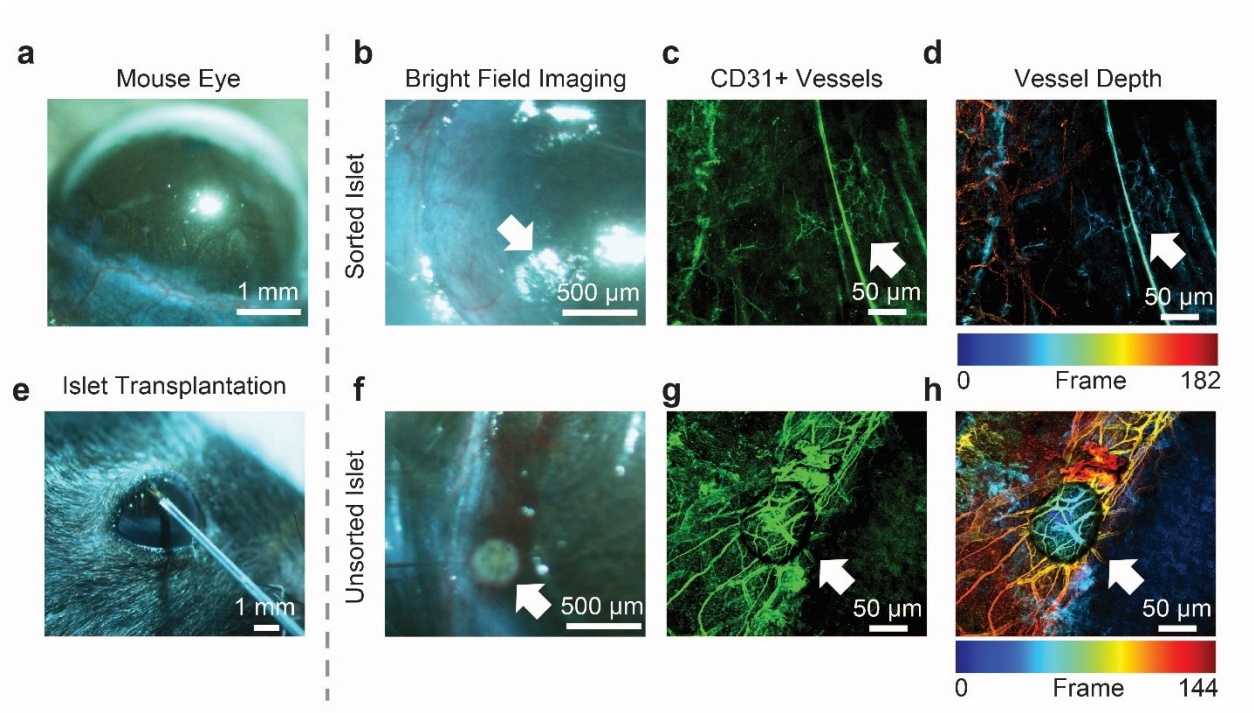 a
Mouse Eye
1 mm
Sorted Islet
b
Bright Field Imaging
500 µm
c
CD31+ Vessels
50 µm
d
Vessel Depth
50 µm
0 Frame 182
e
Islet Transplantation
1 mm
Unsorted Islet
f
500 µm
g
50 µm
h
50 µm
0 Frame 144